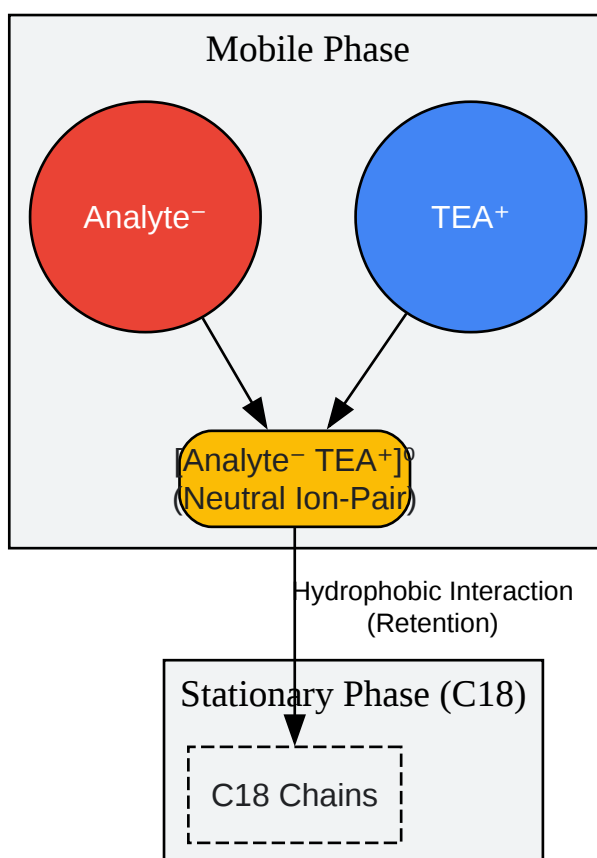 Mobile Phase
Analyte⁻
TEA⁺
[Analyte⁻ TEA⁺]⁰
(Neutral Ion-Pair)
Hydrophobic Interaction
(Retention)
Stationary Phase (C18)
C18 Chains